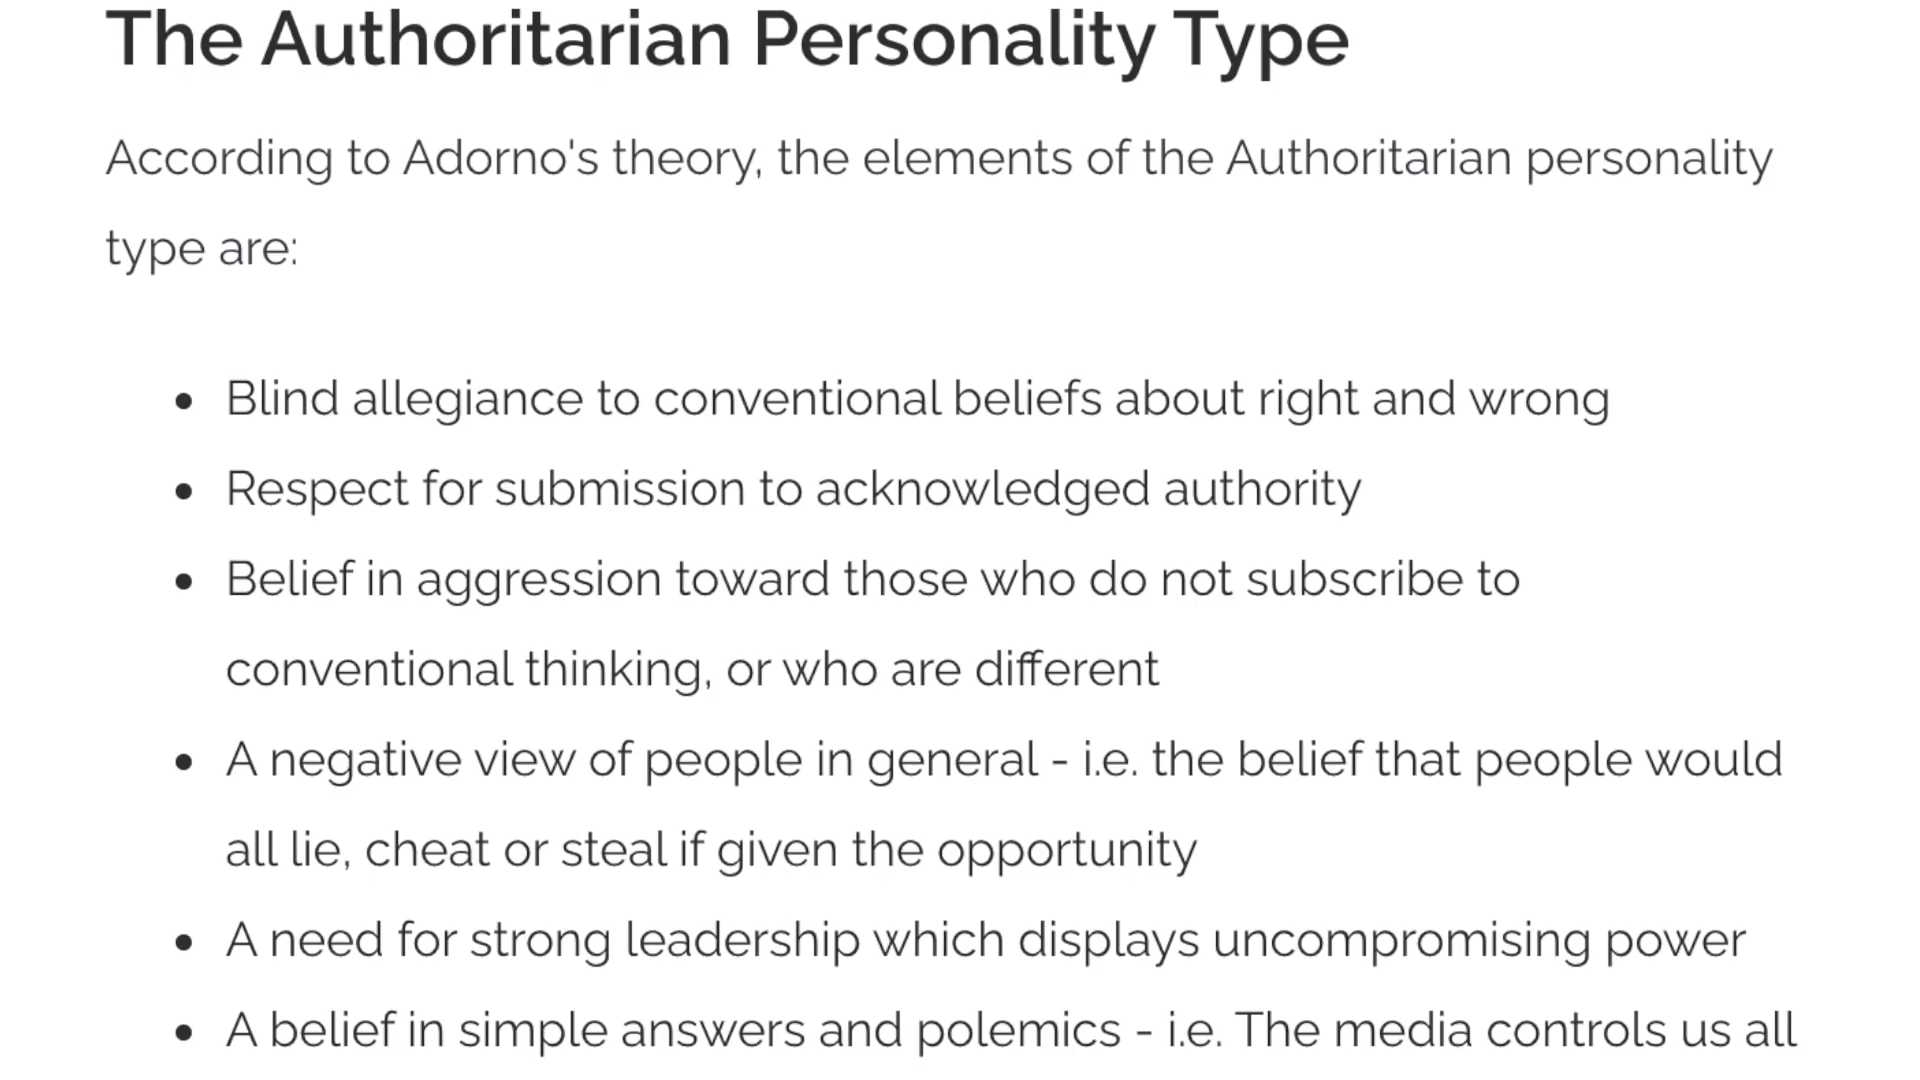 The Authoritarian Personality Type
According to Adorno's theory, the elements of the Authoritarian personality
type are:
• Blind allegiance to conventional beliefs about right and wrong
• Respect for submission to acknowledged authority
• Belief in aggression toward those who do not subscribe to
conventional thinking, or who are different
• A negative view of people in general - i.e. the belief that people would
all lie, cheat or steal if given the opportunity
• A need for strong leadership which displays uncompromising power
• A belief in simple answers and polemics - i.e. The media controls us all